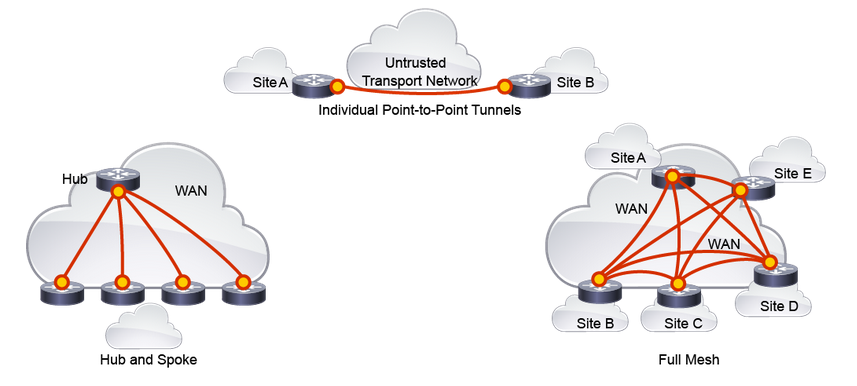 Untrusted
Transport Network
Site A
Site B
Individual Point-to-Point Tunnels
Hub
WAN
Hub and Spoke
Site A
Site E
WAN
WAN
Site D
Site B
Site C
Full Mesh